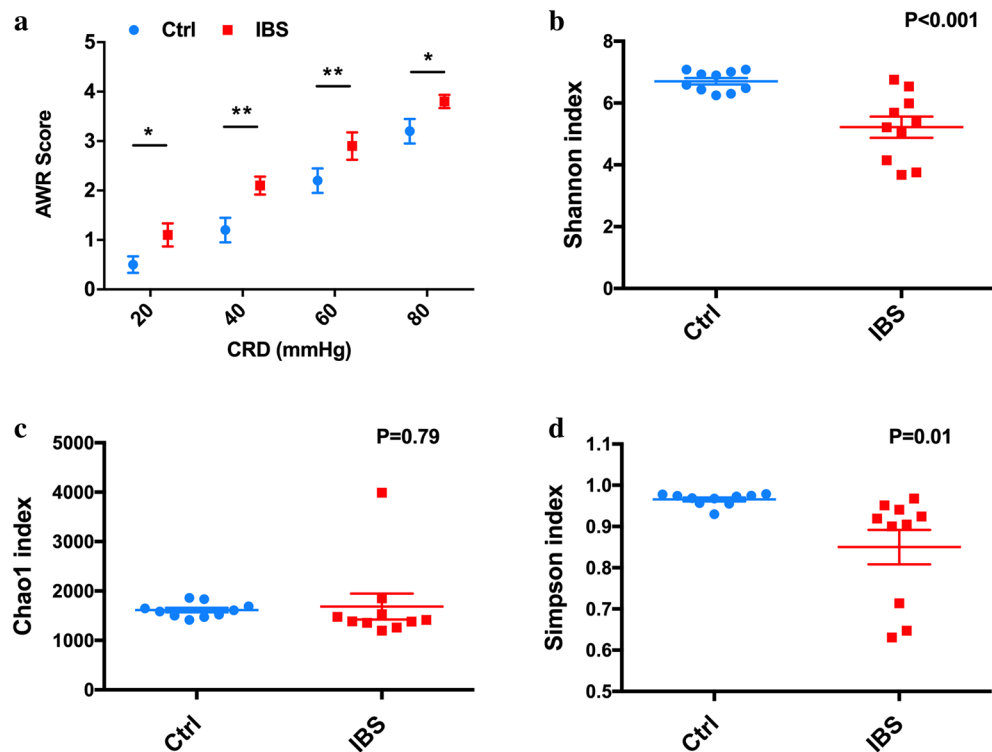 a
Ctrl IBS
AWR Score
5
4
3
2
1
0
* ** ** *
20 40 60 80
CRD (mmHg)
b
P<0.001
Shannon index
8
6
4
2
0
Ctrl IBS
c
P=0.79
Chao1 index
5000
4000
3000
2000
1000
0
Ctrl IBS
d
P=0.01
Simpson index
1.1
1.0
0.9
0.8
0.7
0.6
0.5
Ctrl IBS